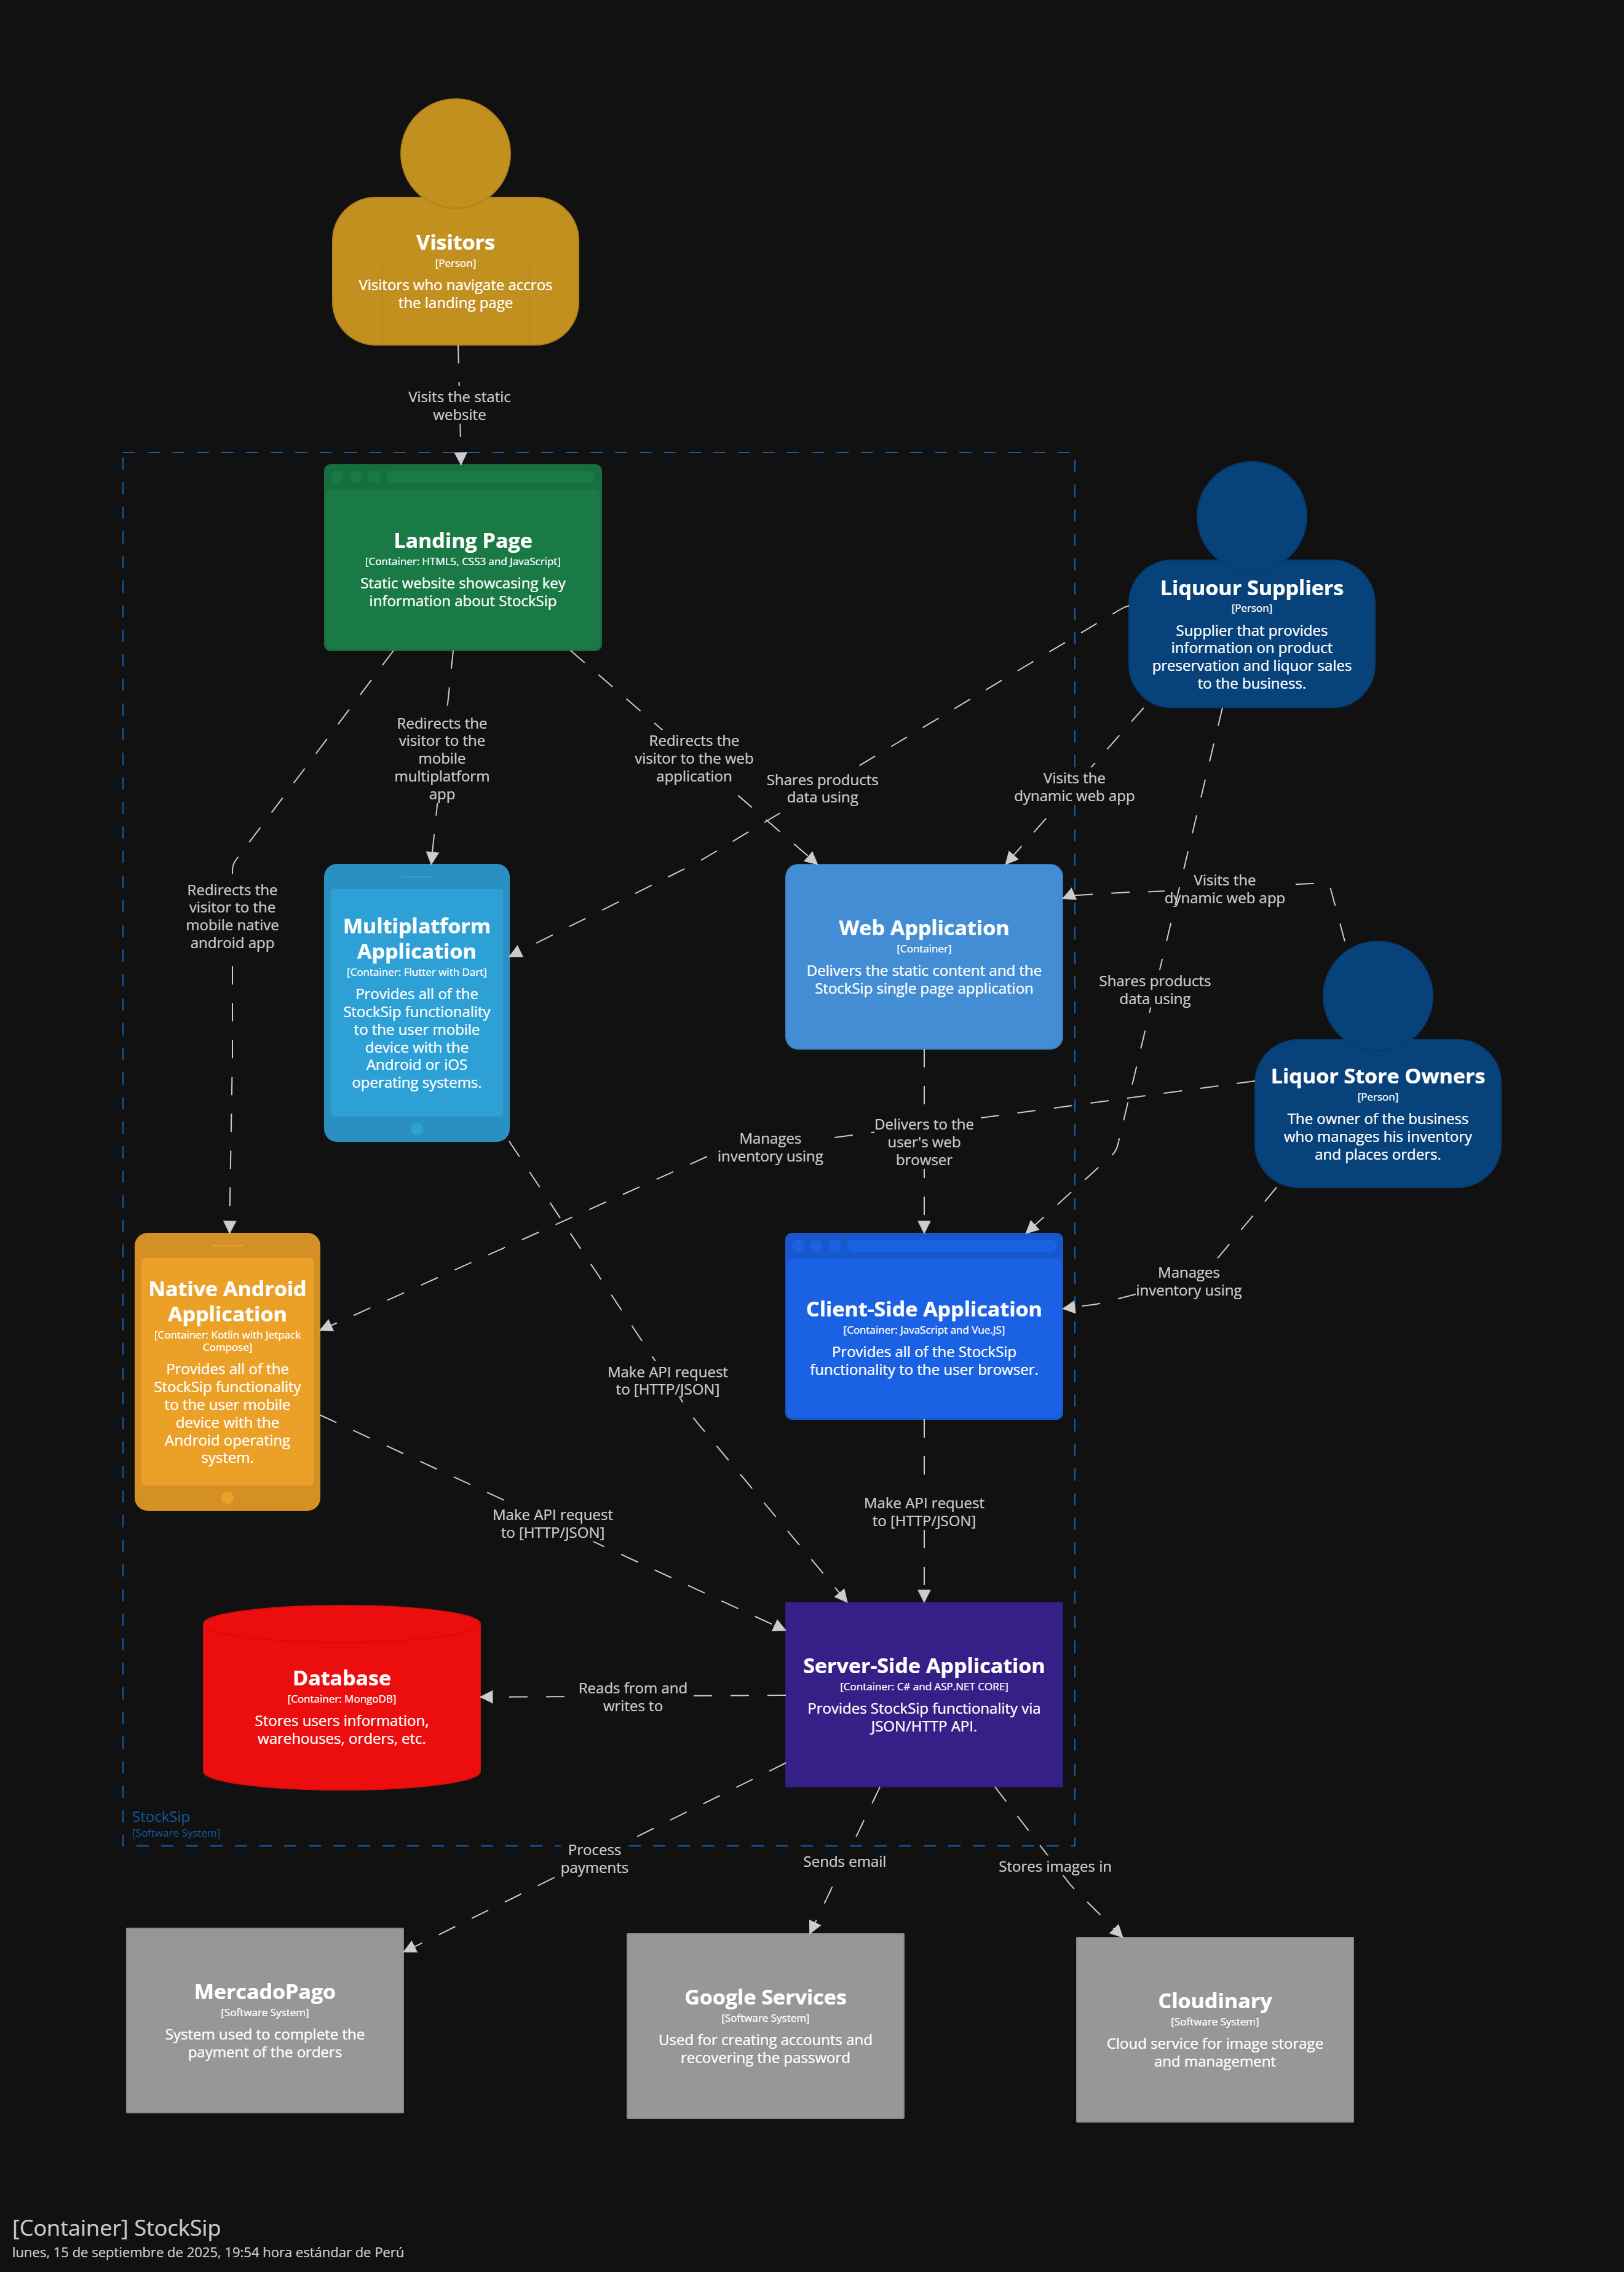 Visitors
[Person]
Visitors who navigate accros
the landing page
Visits the static
website
Landing Page
[Container: HTML5, CSS3 and JavaScript]
Static website showcasing key
information about StockSip
Liquour Suppliers
[Person]
Supplier that provides
information on product
preservation and liquor sales
to the business.
Redirects the
visitor to the
mobile
multiplatform
app
Redirects the
visitor to the web
application
Shares products
data using
Visits the
dynamic web app
Redirects the
visitor to the
mobile native
android app
Visits the
dynamic web app
Multiplatform
Application
[Container: Flutter with Dart]
Provides all of the
StockSip functionality
to the user mobile
device with the
Android or iOS
operating systems.
Web Application
[Container]
Delivers the static content and the
StockSip single page application
Shares products
data using
Liquor Store Owners
[Person]
The owner of the business
who manages his inventory
and places orders.
Manages
inventory using
Delivers to the
user's web
browser
Native Android
Application
[Container: Kotlin with Jetpack
Compose]
Provides all of the
StockSip functionality
to the user mobile
device with the
Android operating
system.
Client-Side Application
[Container: JavaScript and Vue.JS]
Provides all of the StockSip
functionality to the user browser.
Manages
inventory using
Make API request
to [HTTP/JSON]
Make API request
to [HTTP/JSON]
Make API request
to [HTTP/JSON]
Database
[Container: MongoDB]
Stores users information,
warehouses, orders, etc.
Reads from and
writes to
Server-Side Application
[Container: C# and ASP.NET CORE]
Provides StockSip functionality via
JSON/HTTP API.
StockSip
[Software System]
Process
payments
Sends email
Stores images in
MercadoPago
[Software System]
System used to complete the
payment of the orders
Google Services
[Software System]
Used for creating accounts and
recovering the password
Cloudinary
[Software System]
Cloud service for image storage
and management
[Container] StockSip
lunes, 15 de septiembre de 2025, 19:54 hora estándar de Perú